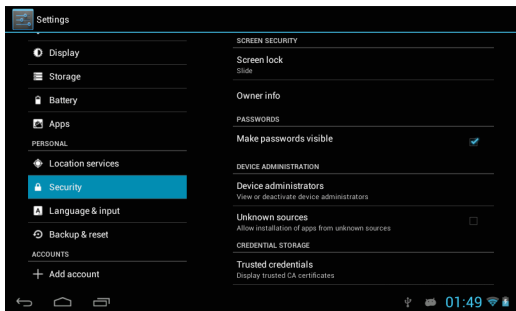 Settings
Display
Storage
Battery
Apps
PERSONAL
Location services
Security
A Language & input
Backup & reset
ACCOUNTS
Add account
SCREEN SECURITY
Screen lock
Slide
Owner info
PASSWORDS
Make passwords visible
DEVICE ADMINISTRATION
Device administrators
View or deactivate device administrators
Unknown sources
Allow installation of apps from unknown sources
CREDENTIAL STORAGE
Trusted credentials
Display trusted CA certificates
01:49